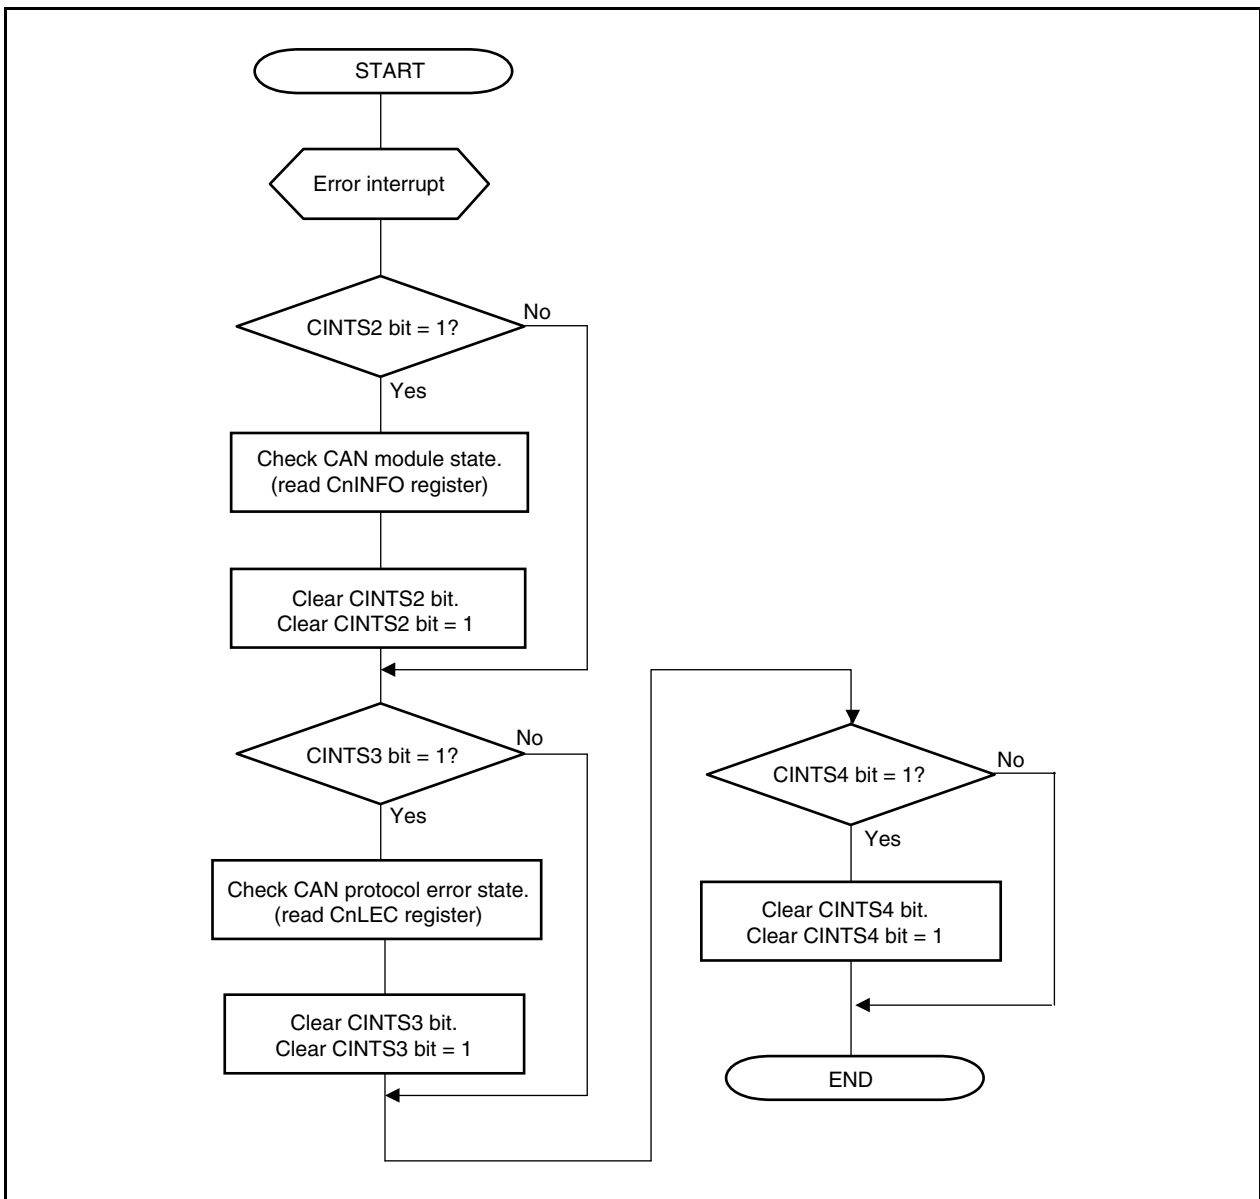 START
Error interrupt
CINTS2 bit = 1?
No
Yes
Check CAN module state.
(read CnINFO register)
Clear CINTS2 bit.
Clear CINTS2 bit = 1
CINTS3 bit = 1?
No
Yes
Check CAN protocol error state.
(read CnLEC register)
Clear CINTS3 bit.
Clear CINTS3 bit = 1
CINTS4 bit = 1?
No
Yes
Clear CINTS4 bit.
Clear CINTS4 bit = 1
END